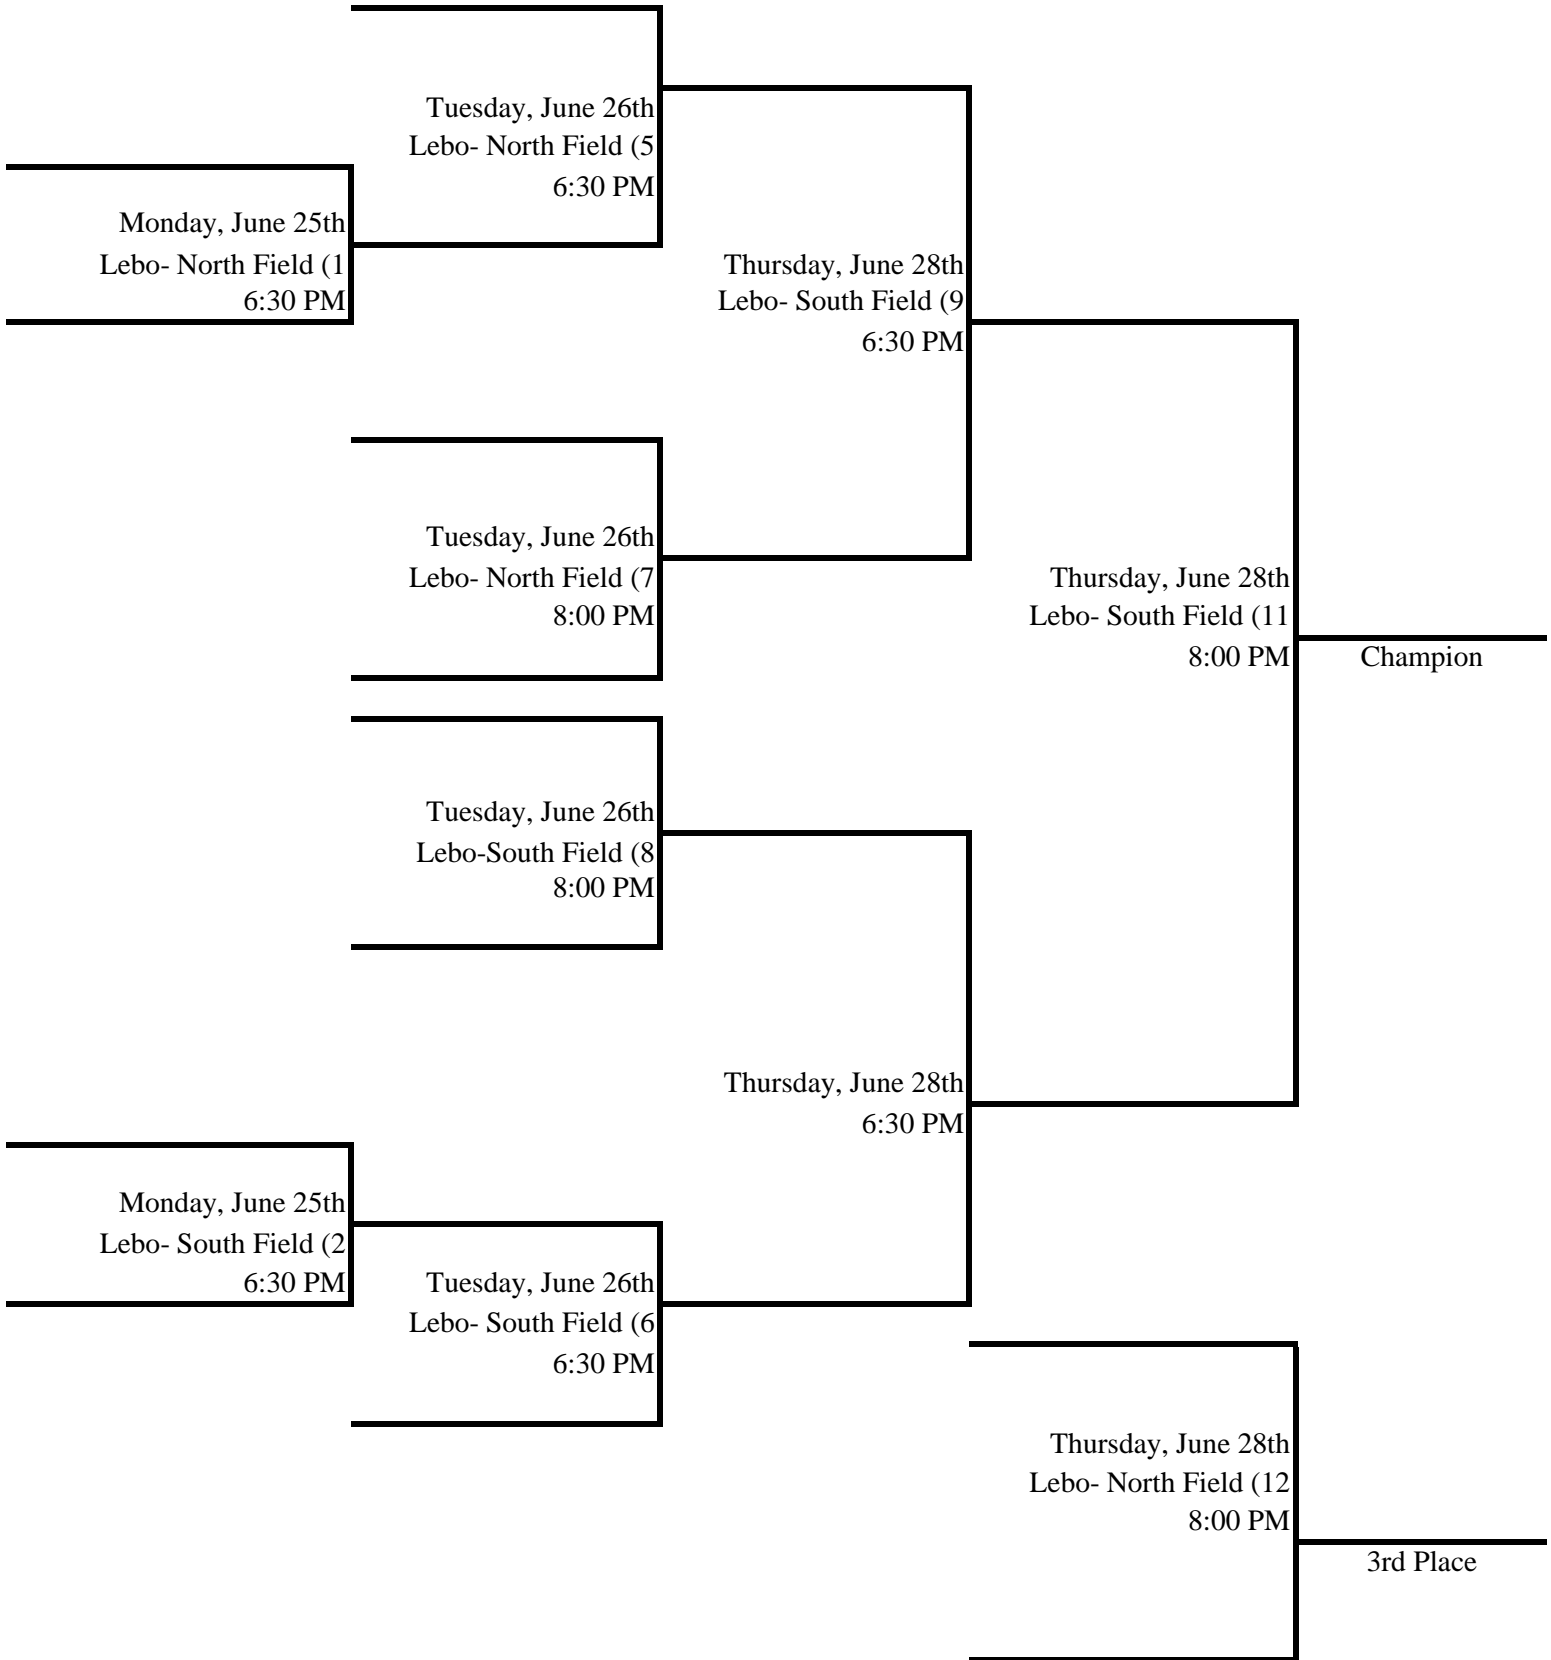 Tuesday, June 26th
Lebo- North Field (5
6:30 PM
Monday, June 25th
Lebo- North Field (1
6:30 PM
Thursday, June 28th
Lebo- South Field (9
6:30 PM
Tuesday, June 26th
Lebo- North Field (7
8:00 PM
Thursday, June 28th
Lebo- South Field (11
8:00 PM
Champion
Tuesday, June 26th
Lebo-South Field (8
8:00 PM
Thursday, June 28th
6:30 PM
Monday, June 25th
Lebo- South Field (2
6:30 PM
Tuesday, June 26th
Lebo- South Field (6
6:30 PM
Thursday, June 28th
Lebo- North Field (12
8:00 PM
3rd Place